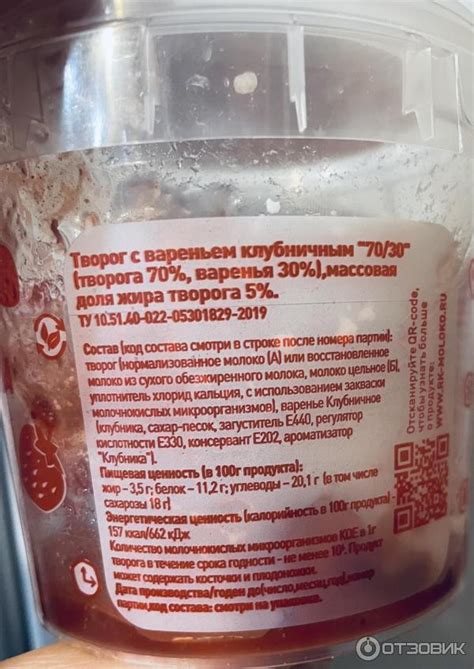 Творог с вареньем клубничным "70/30"
(творога 70%, варенья 30%),массовая
доля жира творога 5%.
ТУ 10.51.40-022-05301829-2019
Состав (код состава смотри в строке после номера партии):
творог (нормализованное молоко (А) или восстановленное
молоко из сухого обезжиренного молока, молоко цельное (Б),
уплотнитель хлорид кальция, с использованием закваски
молочнокислых микроорганизмов), варенье Клубничное
(клубника, сахар-песок, загуститель Е440, регулятор
кислотности Е330, консервант Е202, ароматизатор
"Клубника").
Пищевая ценность (в 100г продукта):
жир - 3,5 г; белок - 11,2г; углеводы - 20,1 г (в том числе
сахарозы 18 г)
Энергетическая ценность (калорийность в 100г продукта) -
157 ккал/662 кДж
Количество молочнокислых микроорганизмов КОЕ в 1г
творога в течение срока годности - не менее 10⁶. Продукт
может содержать косточки и плодоножки.
Дата производства/годен до(число,месяц,год),номер
партии,код состава: смотри на упаковке.
Отсканируйте QR-code,
чтобы узнать больше
о продукте:
WWW.RK-MOLOKO.RU
ОТЗОВИК